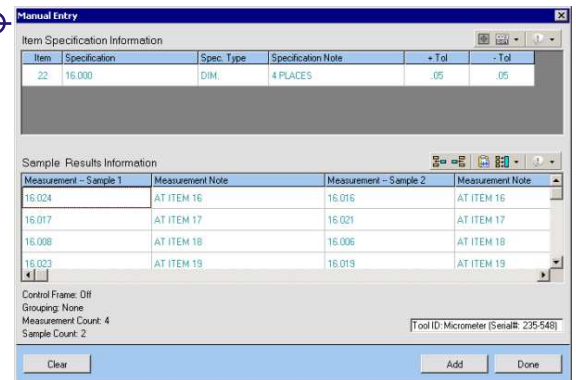 Manual Entry
Item Specification Information
Item Specification Spec. Type Specification Note + Tol - Tol
22 16.000 DIM. 4 PLACES .05 .05
Sample Results Information
Measurement -- Sample 1 Measurement Note Measurement -- Sample 2 Measurement Note
16.024 AT ITEM 16 16.016 AT ITEM 16
16.017 AT ITEM 17 16.021 AT ITEM 17
16.008 AT ITEM 18 16.006 AT ITEM 18
16.023 AT ITEM 19 16.019 AT ITEM 19
Control Frame: Off
Grouping: None
Measurement Count: 4
Sample Count: 2
Tool ID: Micrometer (Serial#: 235-548)
Clear Add Done